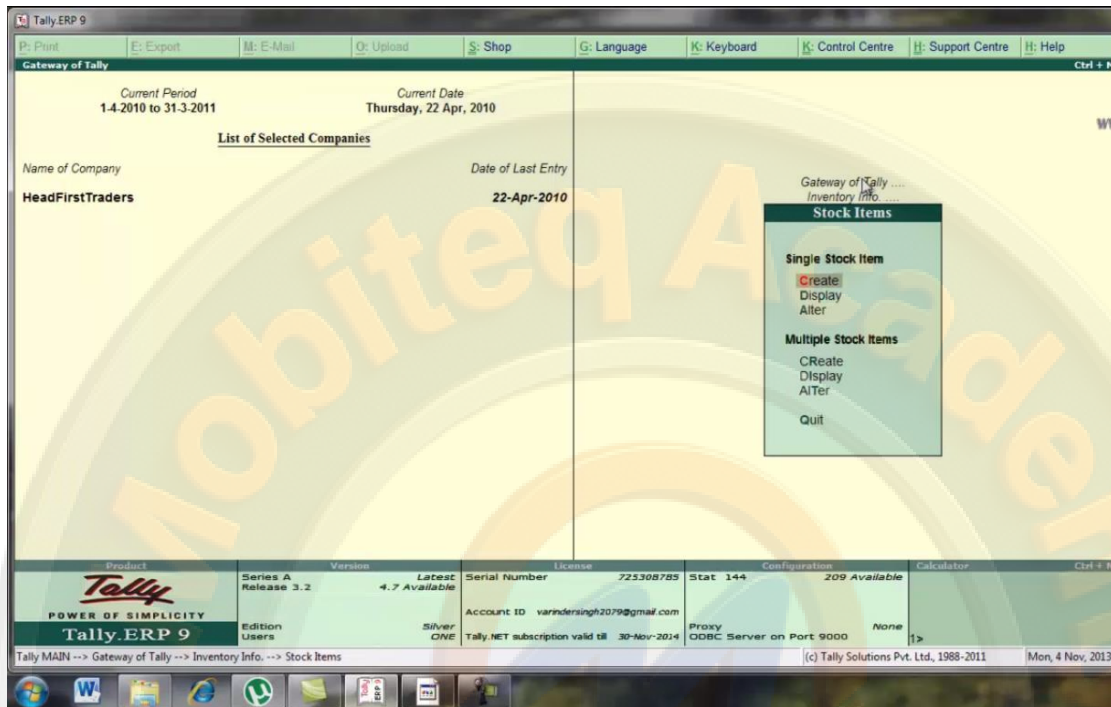 Tally.ERP 9
P: Print E: Export M: E-Mail O: Upload S: Shop G: Language K: Keyboard K: Control Centre H: Support Centre H: Help
Gateway of Tally Ctrl + M
Current Period Current Date
1-4-2010 to 31-3-2011 Thursday, 22 Apr, 2010
List of Selected Companies
Name of Company Date of Last Entry
HeadFirstTraders 22-Apr-2010
Gateway of Tally ....
Inventory Info. ....
Stock Items
Single Stock Item
Create
Display
Alter
Multiple Stock Items
CReate
DIsplay
AlTer
Quit
Mobiteq Academ
Product Version License Configuration Calculator Ctrl + N
Tally
POWER OF SIMPLICITY
Tally.ERP 9
Series A Latest
Release 3.2 4.7 Available
Edition Silver
Users ONE
Serial Number 725308785
Account ID varindersingh2079@gmail.com
Tally.NET subscription valid till 30-Nov-2014
Stat 144 209 Available
Proxy None
ODBC Server on Port 9000
1>
Tally MAIN --> Gateway of Tally --> Inventory Info. --> Stock Items (c) Tally Solutions Pvt. Ltd., 1988-2011 Mon, 4 Nov, 2013